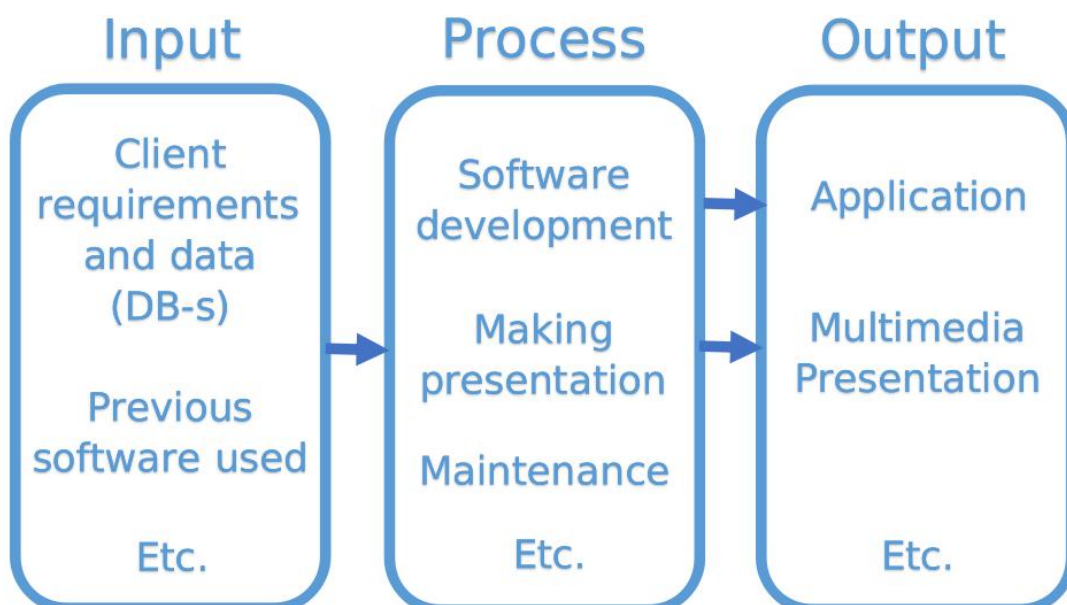 Input
Client
requirements
and data
(DB-s)
Previous
software used
Etc.
Process
Software
development
Making
presentation
Maintenance
Etc.
Output
Application
Multimedia
Presentation
Etc.